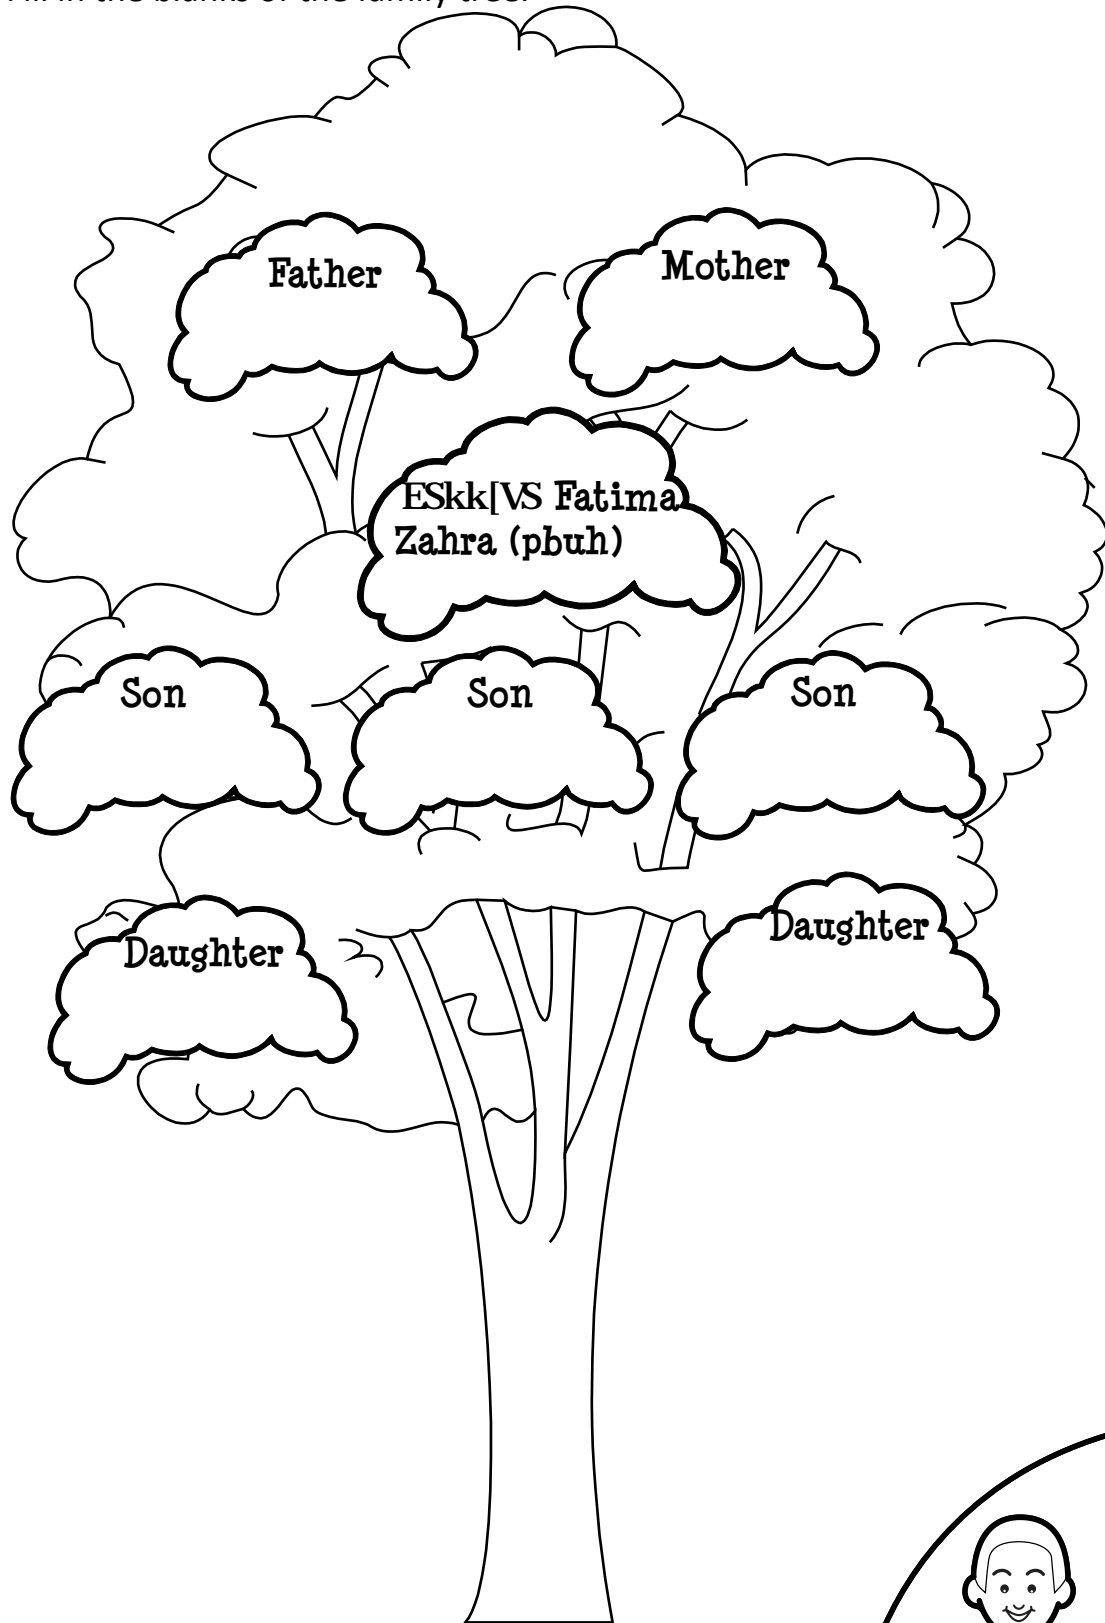 Fill in the blanks of the family tree.
Father
Mother
ESkk[VS Fatima
Zahra (pbuh)
Son
Son
Son
Daughter
Daughter